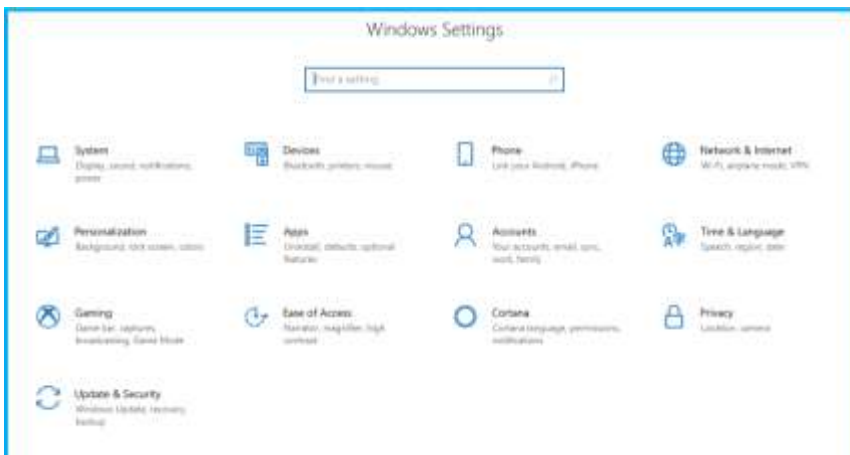 Windows Settings
Find a setting
System
Display, sound, notifications,
power
Devices
Bluetooth, printers, mouse
Phone
Link your Android, iPhone
Network & Internet
Wi-Fi, airplane mode, VPN
Personalization
Background, lock screen, colors
Apps
Uninstall, defaults, optional
features
Accounts
Your accounts, email, sync,
work, family
Time & Language
Speech, region, date
Gaming
Game bar, captures,
broadcasting, Game Mode
Ease of Access
Narrator, magnifier, high
contrast
Cortana
Cortana language, permissions,
notifications
Privacy
Location, camera
Update & Security
Windows Update, recovery,
backup